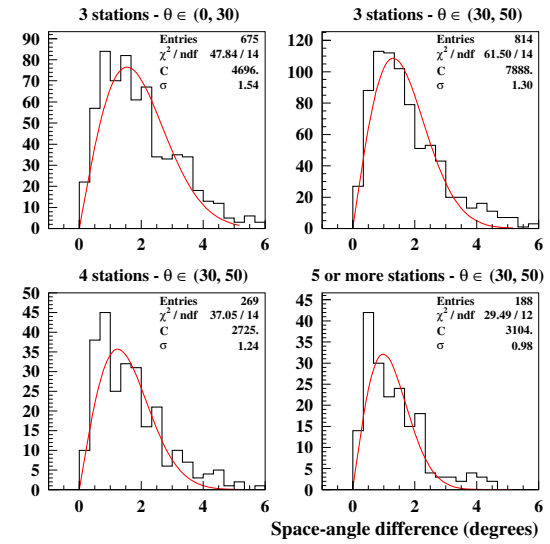 3 stations - θ ∈ (0, 30)
Entries 675
χ² / ndf 47.84 / 14
C 4696.
σ 1.54
90
80
70
60
50
40
30
20
10
0
0 2 4 6
3 stations - θ ∈ (30, 50)
Entries 814
χ² / ndf 61.50 / 14
C 7888.
σ 1.30
120
100
80
60
40
20
0
0 2 4 6
4 stations - θ ∈ (30, 50)
Entries 269
χ² / ndf 37.05 / 14
C 2725.
σ 1.24
50
45
40
35
30
25
20
15
10
5
0
0 2 4 6
5 or more stations - θ ∈ (30, 50)
Entries 188
χ² / ndf 29.49 / 12
C 3104.
σ 0.98
45
40
35
30
25
20
15
10
5
0
0 2 4 6
Space-angle difference (degrees)